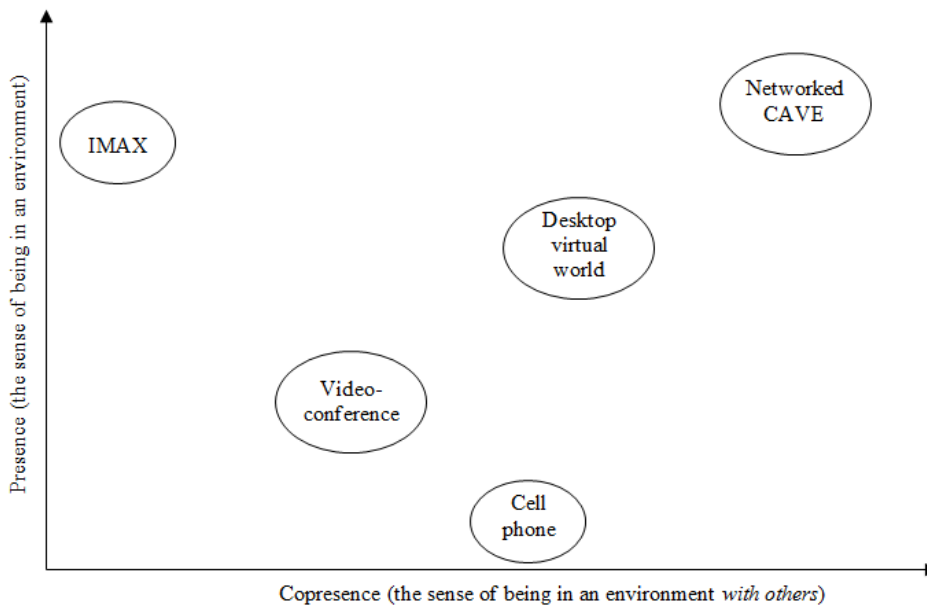 Presence (the sense of being in an environment)
IMAX
Networked
CAVE
Desktop
virtual
world
Video-
conference
Cell
phone
Copresence (the sense of being in an environment with others)